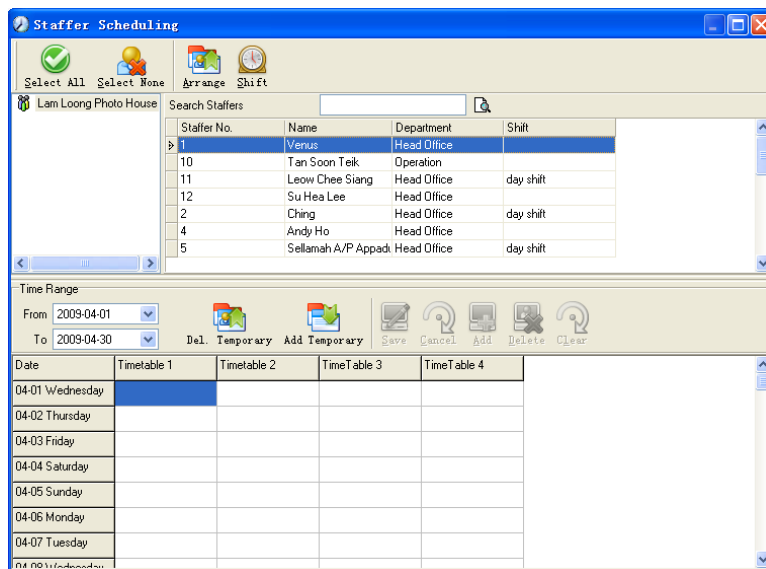 Staffer Scheduling
Select All Select None Arrange Shift
Lam Loong Photo House
Search Staffers
Staffer No. Name Department Shift
1 Venus Head Office
10 Tan Soon Teik Operation
11 Leow Chee Siang Head Office day shift
12 Su Hea Lee Head Office
2 Ching Head Office day shift
4 Andy Ho Head Office
5 Sellamah A/P Appadu Head Office day shift
Time Range
From 2009-04-01
To 2009-04-30
Del. Temporary Add Temporary Save Cancel Add Delete Clear
Date Timetable 1 Timetable 2 TimeTable 3 TimeTable 4
04-01 Wednesday
04-02 Thursday
04-03 Friday
04-04 Saturday
04-05 Sunday
04-06 Monday
04-07 Tuesday
04-08 Wednesday